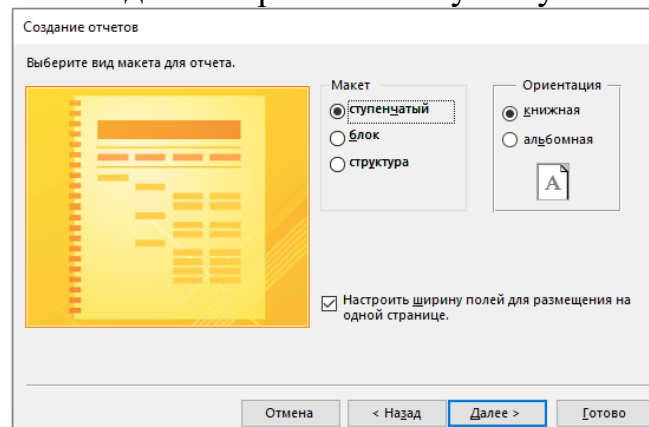 Создание отчетов
Выберите вид макета для отчета.
Макет
ступенчатый
блок
структура
Ориентация
книжная
альбомная
A
Настроить ширину полей для размещения на
одной странице.
Отмена
< Назад
Далее >
Готово